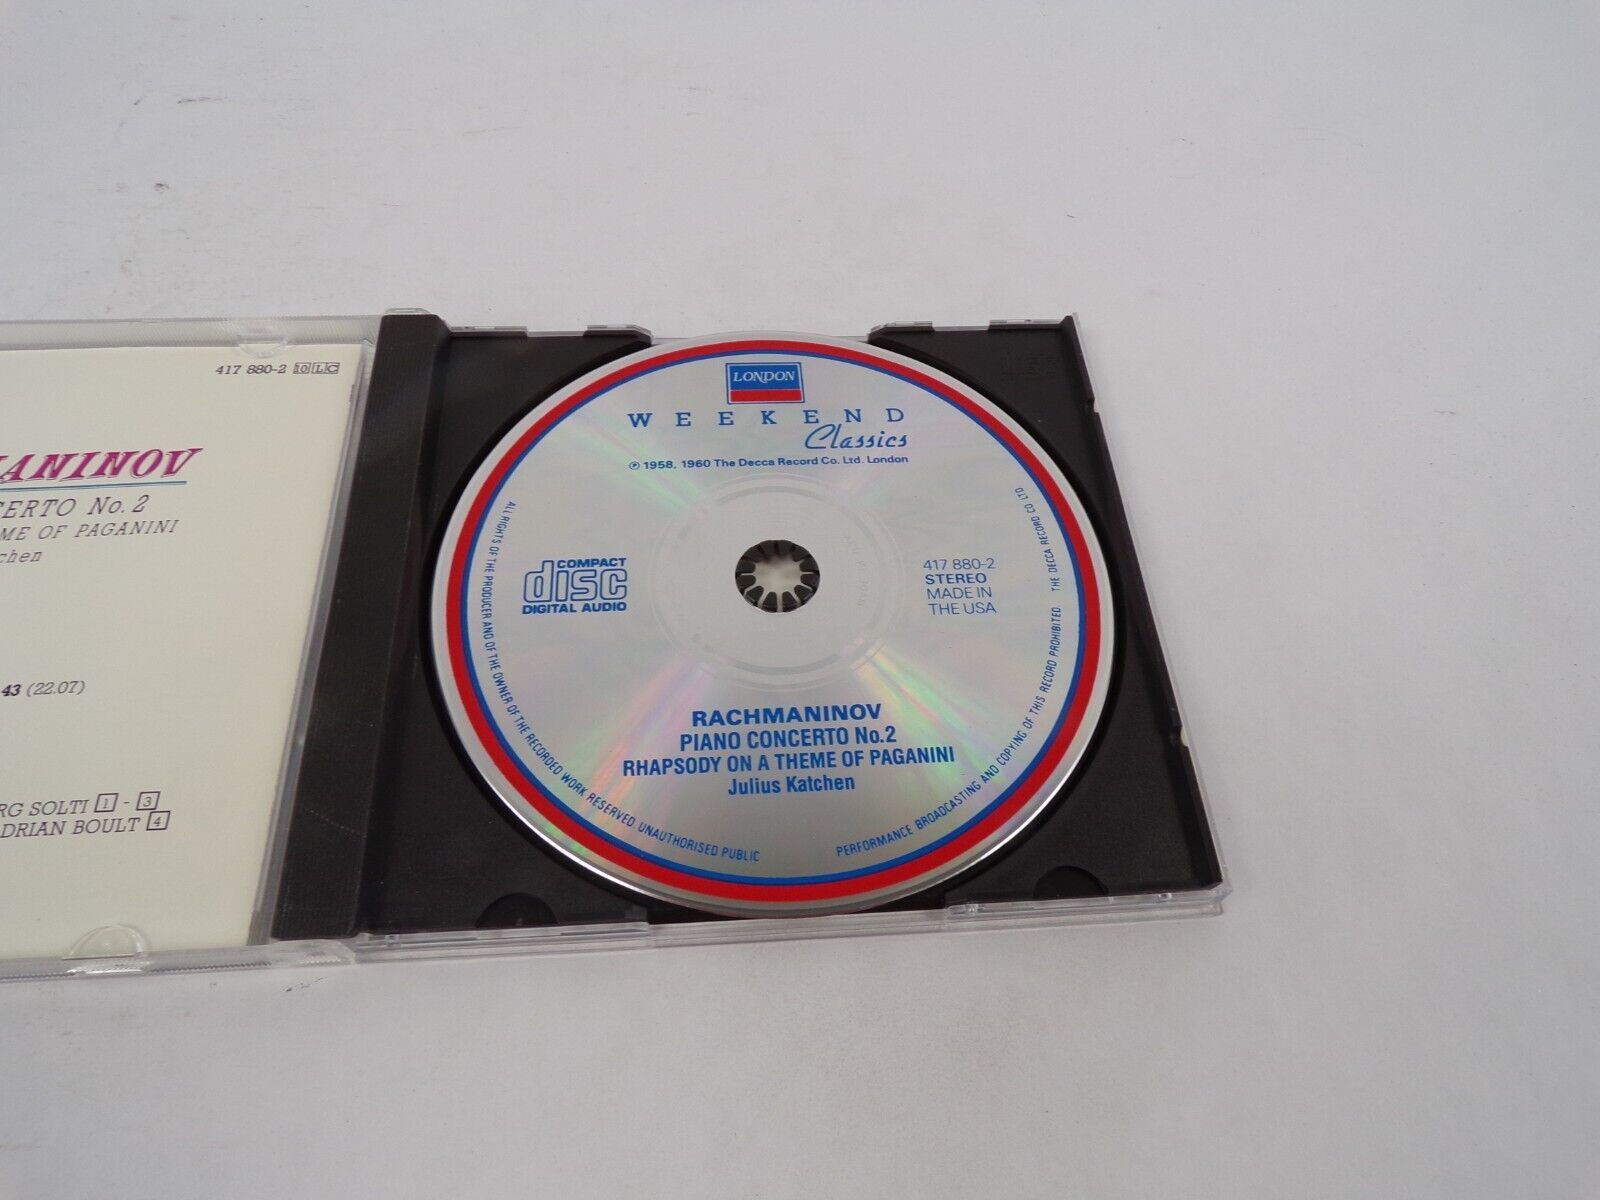 417 880-2 10 LC
MANINOV
CERTO No. 2
ME OF PAGANINI
chen
43 (22.07)
RG SOLTI 1 - 3
DRIAN BOULT 4
LONDON
WEEKEND
Classics
℗ 1958, 1960 The Decca Record Co. Ltd. London
COMPACT
disc
DIGITAL AUDIO
417 880-2
STEREO
MADE IN
THE USA
RACHMANINOV
PIANO CONCERTO No.2
RHAPSODY ON A THEME OF PAGANINI
Julius Katchen
ALL RIGHTS OF THE PRODUCER AND OF THE OWNER OF THE RECORDED WORK RESERVED. UNAUTHORISED PUBLIC PERFORMANCE BROADCASTING AND COPYING OF THIS RECORD PROHIBITED THE DECCA RECORD CO LTD.